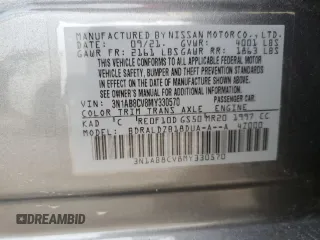 MANUFACTURED BY NISSAN MOTOR CO., LTD.
DATE: 09/21 GVWR: 4001 LBS
GAWR FR: 2161 LBS GAWR RR: 1863 LBS
THIS VEHICLE CONFORMS TO ALL APPLICABLE FEDERAL MOTOR
VEHICLE SAFETY, BUMPER AND THEFT PREVENTION STANDARDS
IN EFFECT ON THE DATE OF MANUFACTURE SHOWN ABOVE.
SEE OWNER'S MANUAL FOR ADDITIONAL INFORMATION
VIN: 3N1AB8CV8MY330570 PASSENGER CAR
COLOR TRIM TRANS AXLE ENGINE
KAD C RE0F10D GS50 MR20 1997 CC
MODEL: BDRALDZB18DUA-A--A
3N1AB8CV8MY330570